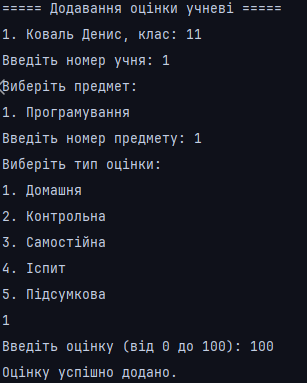 ===== Додавання оцінки учневі =====
1. Коваль Денис, клас: 11
Введіть номер учня: 1
Виберіть предмет:
1. Програмування
Введіть номер предмету: 1
Виберіть тип оцінки:
1. Домашня
2. Контрольна
3. Самостійна
4. Іспит
5. Підсумкова
1
Введіть оцінку (від 0 до 100): 100
Оцінку успішно додано.